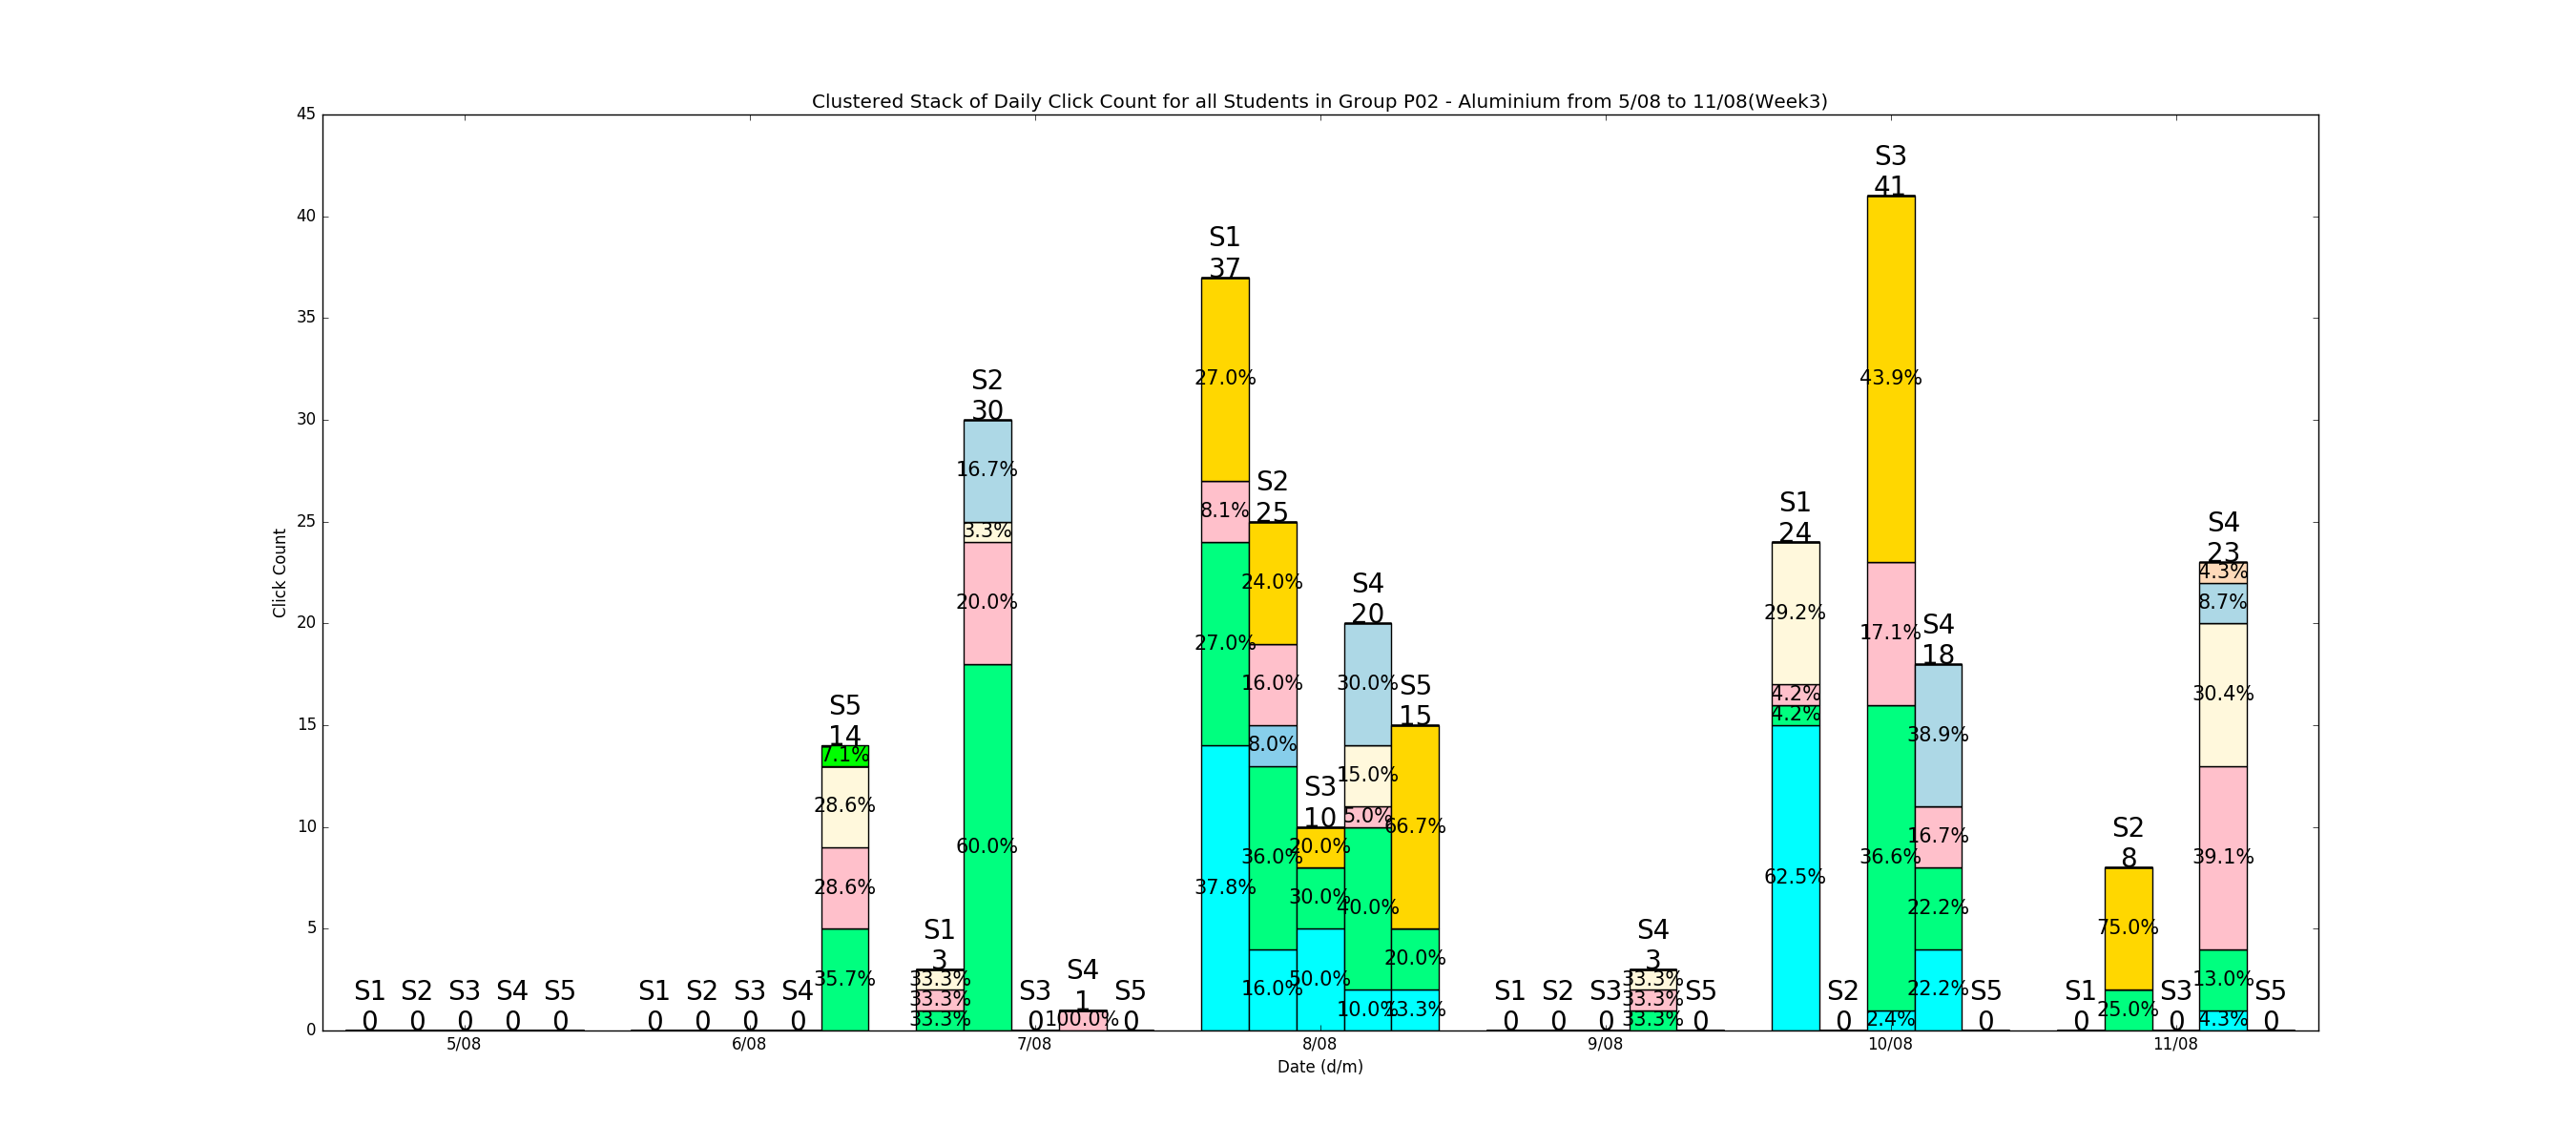 Clustered Stack of Daily Click Count for all Students in Group P02 - Aluminium from 5/08 to 11/08(Week3)
Click Count
45
40
35
30
25
20
15
10
5
0
S1 S2 S3 S4 S5
0 0 0 0 0
S1 S2 S3 S4
0 0 0 0
S5
14
7.1%
28.6%
28.6%
35.7%
S1
3
33.3%
33.3%
33.3%
S2
30
16.7%
3.3%
20.0%
60.0%
S3
0
S4
1
100.0%
S5
0
S1
37
27.0%
8.1%
27.0%
37.8%
S2
25
24.0%
16.0%
8.0%
36.0%
16.0%
S3
10
20.0%
30.0%
50.0%
S4
20
30.0%
15.0%
5.0%
40.0%
10.0%
S5
15
66.7%
20.0%
13.3%
S1 S2 S3
0 0 0
S4
3
33.3%
33.3%
33.3%
S5
0
S1
24
29.2%
4.2%
4.2%
62.5%
S2
0
S3
41
43.9%
17.1%
36.6%
2.4%
S4
18
38.9%
16.7%
22.2%
22.2%
S5
0
S1
0
S2
8
75.0%
25.0%
S3
0
S4
23
4.3%
8.7%
30.4%
39.1%
13.0%
4.3%
S5
0
5/08 6/08 7/08 8/08 9/08 10/08 11/08
Date (d/m)